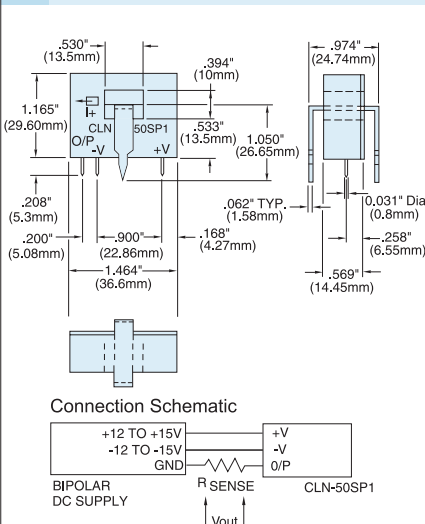 .530"
(13.5mm)
.394"
(10mm)
1.165"
(29.60mm)
I+
CLN 50SP1
O/P
-V +V
.533"
(13.5mm)
1.050"
(26.65mm)
.208"
(5.3mm)
.200"
(5.08mm)
.900"
(22.86mm)
.168"
(4.27mm)
1.464"
(36.6mm)
.974"
(24.74mm)
.062" TYP.
(1.58mm)
0.031" Dia
(0.8mm)
.258"
(6.55mm)
.569"
(14.45mm)
Connection Schematic
+12 TO +15V
-12 TO -15V
GND
+V
-V
0/P
BIPOLAR
DC SUPPLY
R SENSE
CLN-50SP1
Vout